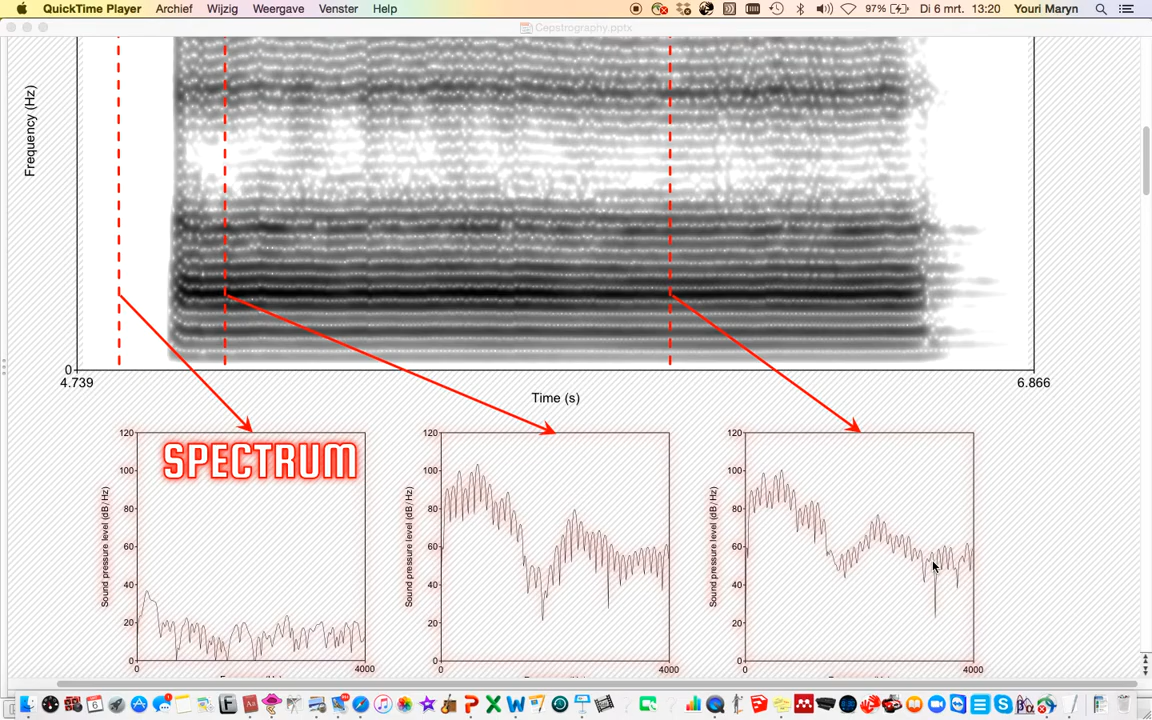 QuickTime Player Archief Wijzig Weergave Venster Help 97% Di 6 mrt. 13:20 Youri Maryn
Cepstrography.pptx
Frequency (Hz)
0
4.739 6.866
Time (s)
SPECTRUM
120 120 120
100 100 100
80 80 80
60 60 60
40 40 40
20 20 20
0 0 0
Sound pressure level (dB/Hz) Sound pressure level (dB/Hz) Sound pressure level (dB/Hz)
0 4000 0 4000 0 4000